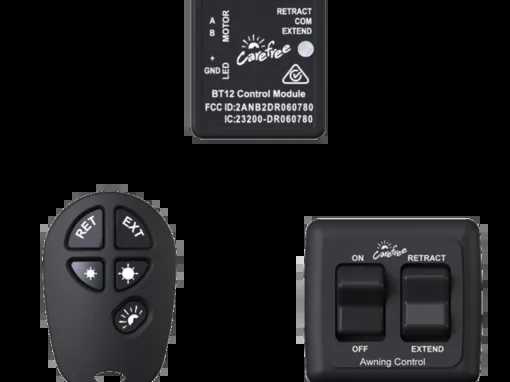 A
B
MOTOR
RETRACT
COM
EXTEND
+
GND
LED
Carefree
BT12 Control Module
FCC ID:2ANB2DR060780
IC:23200-DR060780
RET
EXT
Carefree
ON
RETRACT
OFF
EXTEND
Awning Control